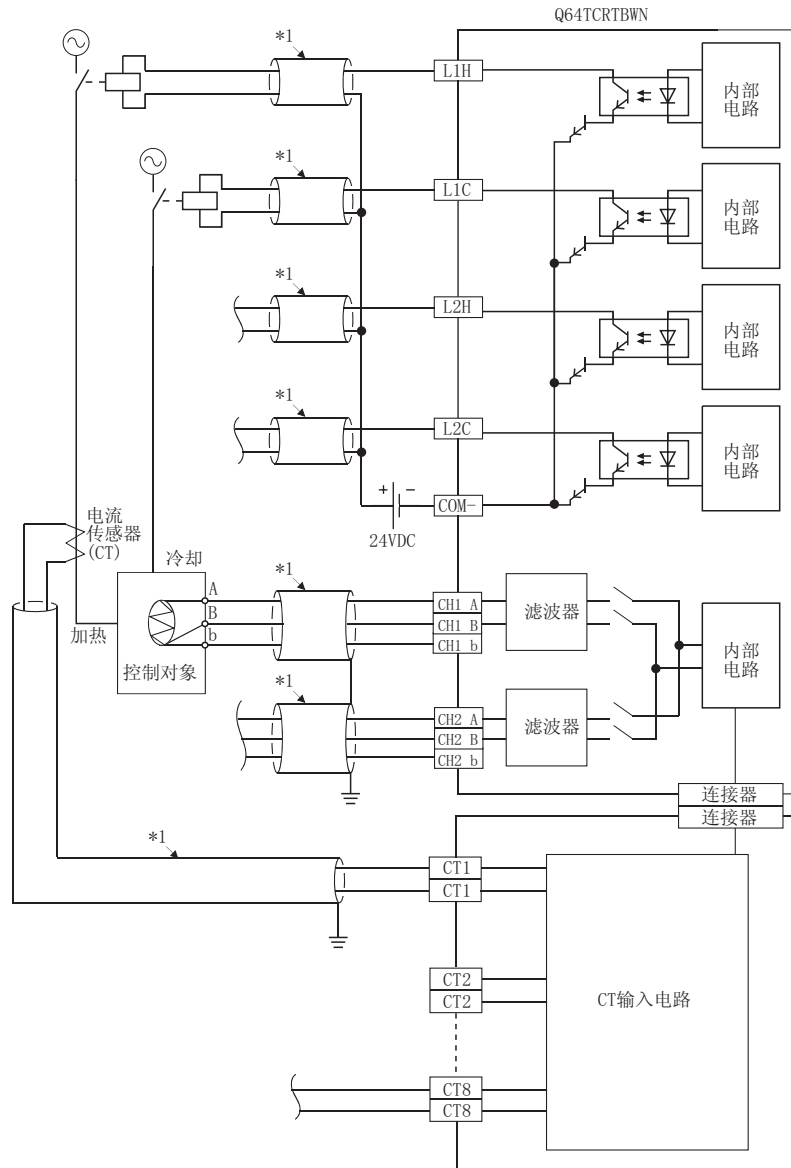 Q64TCRTBWN
*1
L1H
内部
电路
*1
L1C
内部
电路
*1
L2H
内部
电路
*1
L2C
内部
电路
+
-
COM-
24VDC
电流
传感器
(CT)
冷却
加热
控制对象
A
B
b
*1
CH1 A
CH1 B
CH1 b
滤波器
内部
电路
*1
CH2 A
CH2 B
CH2 b
滤波器
连接器
连接器
*1
CT1
CT1
CT2
CT2
CT输入电路
CT8
CT8